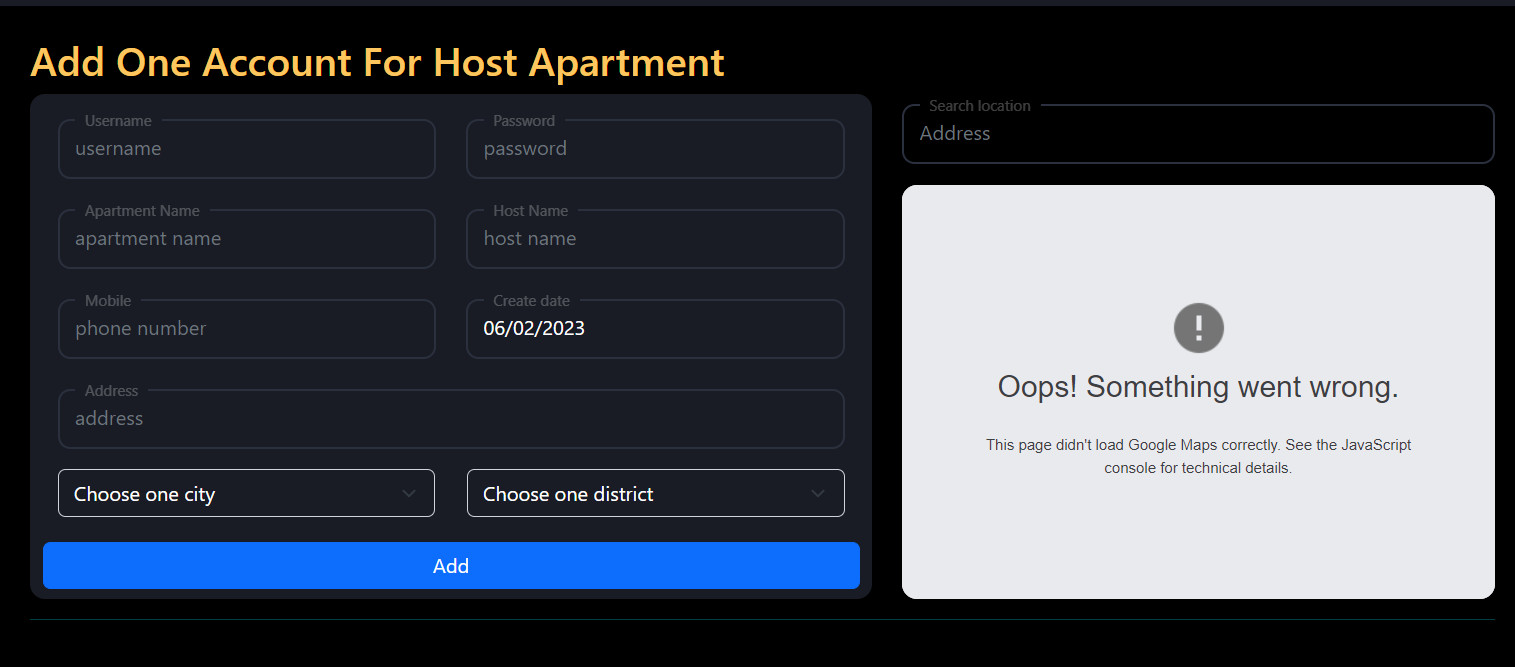 Add One Account For Host Apartment
Username
username
Password
password
Apartment Name
apartment name
Host Name
host name
Mobile
phone number
Create date
06/02/2023
Address
address
Choose one city
Choose one district
Add
Search location
Address
Oops! Something went wrong.
This page didn't load Google Maps correctly. See the JavaScript
console for technical details.